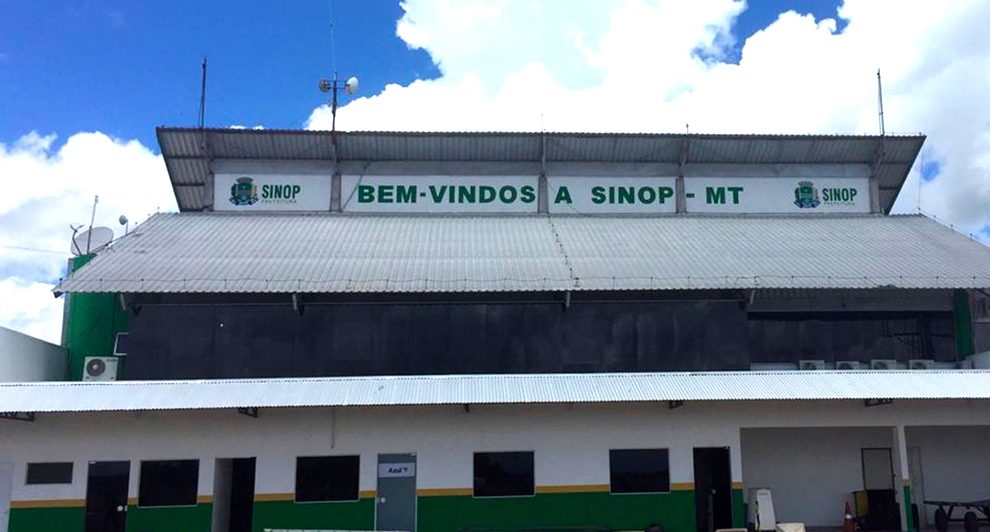 SINOP
PREFEITURA
BEM-VINDOS A SINOP - MT
SINOP
PREFEITURA
Azul